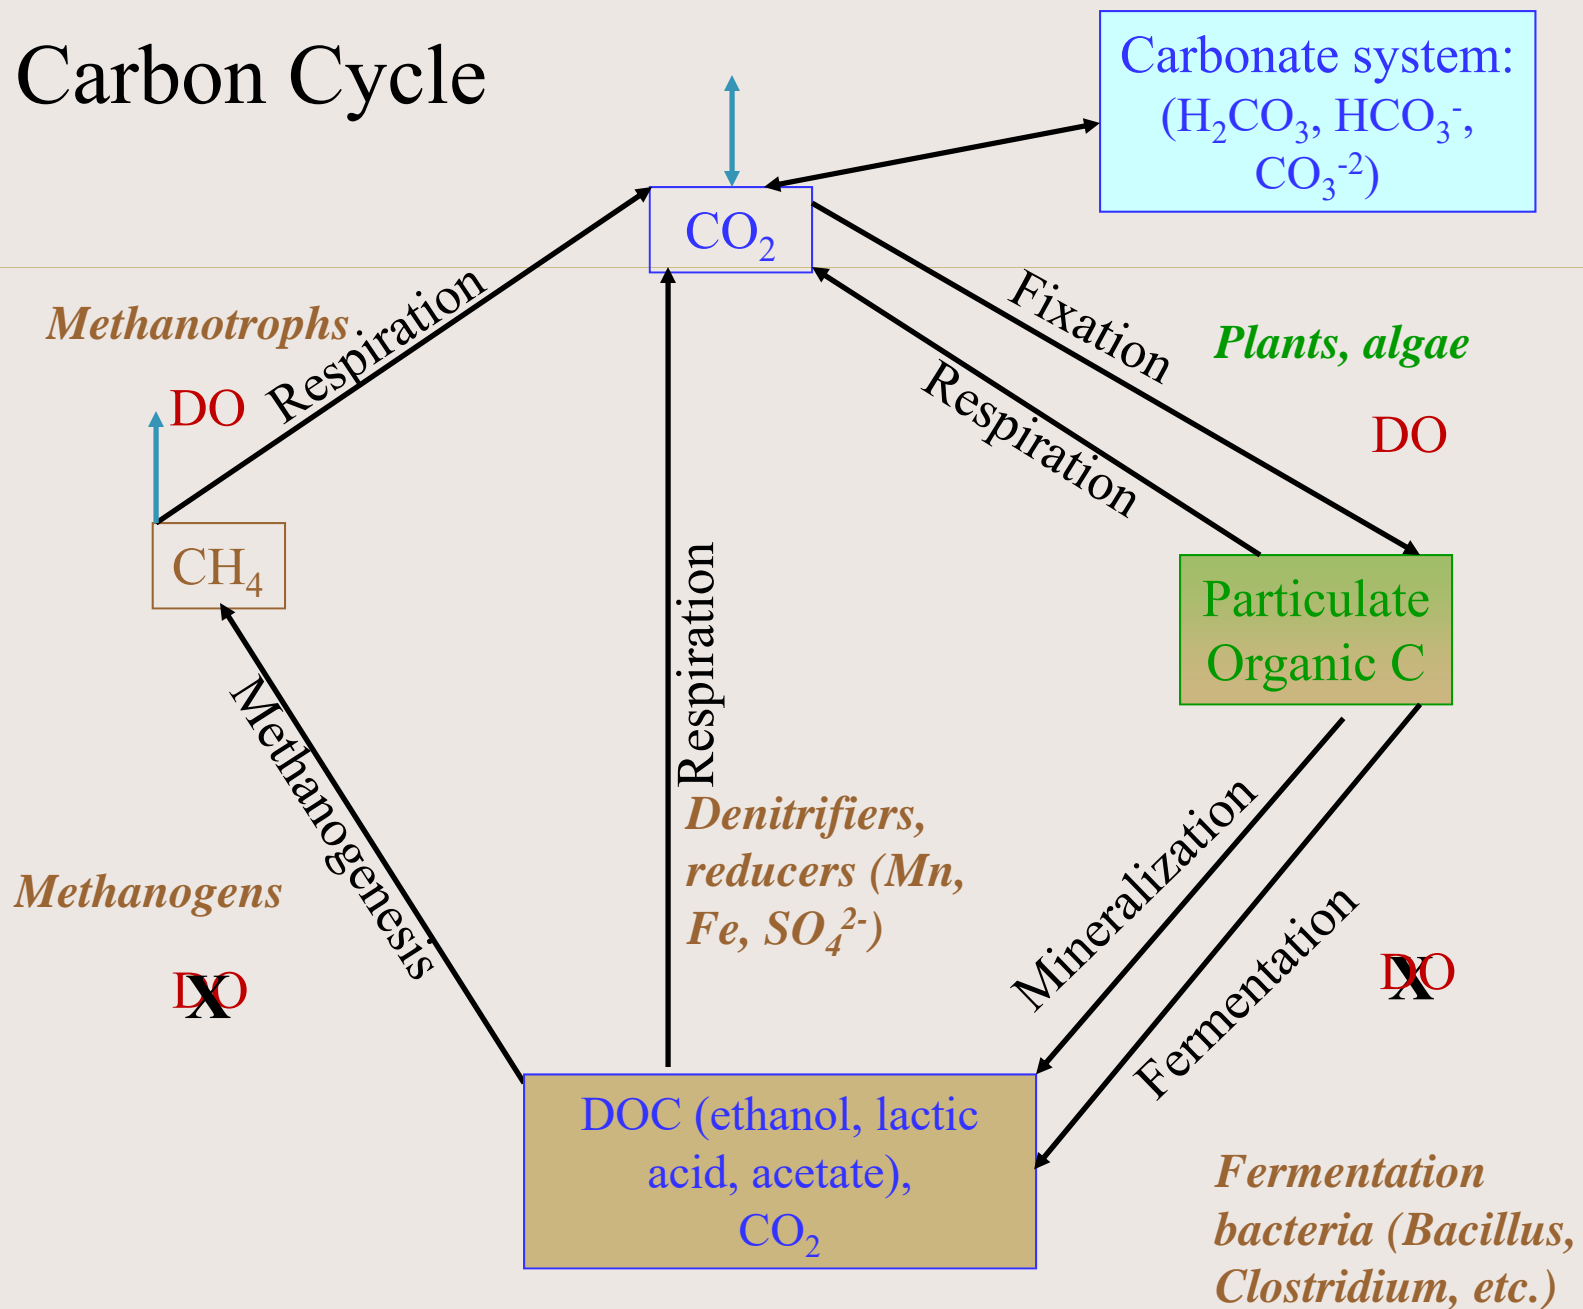 Carbon Cycle
Carbonate system:
(H₂CO₃, HCO₃⁻,
CO₃⁻²)
CO₂
Methanotrophs
Respiration
DO
Fixation
Respiration
Plants, algae
DO
CH₄
Particulate
Organic C
Respiration
Methanogenesis
Methanogens
DO
X
Denitrifiers,
reducers (Mn,
Fe, SO₄²⁻)
Mineralization
Fermentation
DO
X
DOC (ethanol, lactic
acid, acetate),
CO₂
Fermentation
bacteria (Bacillus,
Clostridium, etc.)